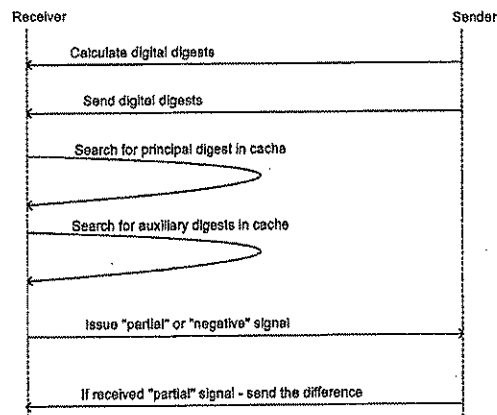 Receiver
Sender
Calculate digital digests
Send digital digests
Search for principal digest in cache
Search for auxiliary digests in cache
Issue "partial" or "negative" signal
If received "partial" signal - send the difference